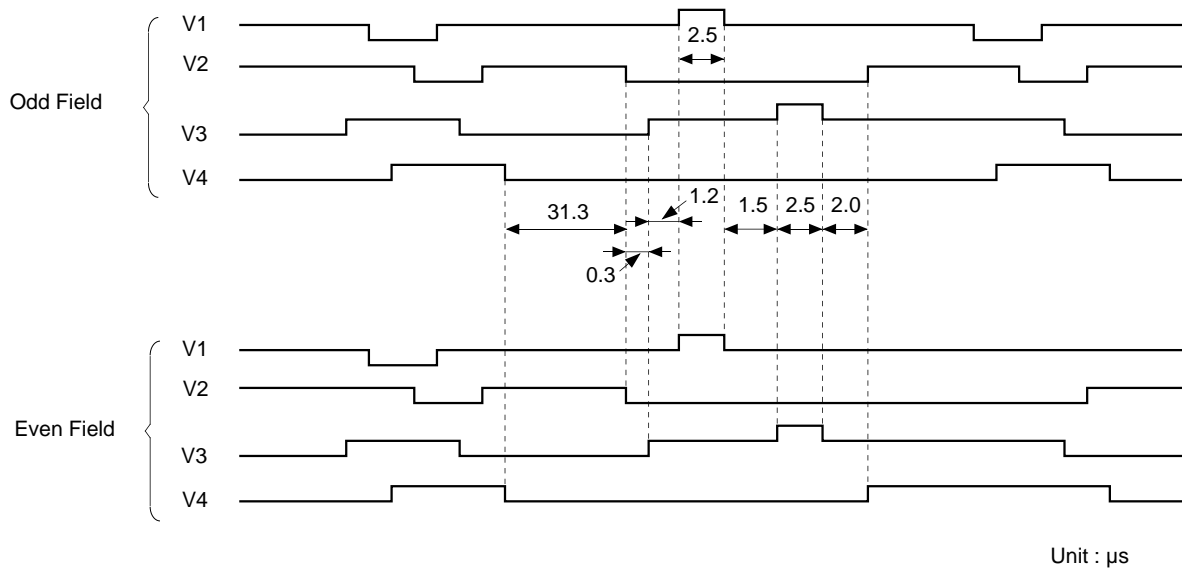 V1
2.5
V2
Odd Field
V3
V4
31.3
1.2
1.5
2.5
2.0
0.3
V1
V2
Even Field
V3
V4
Unit : µs